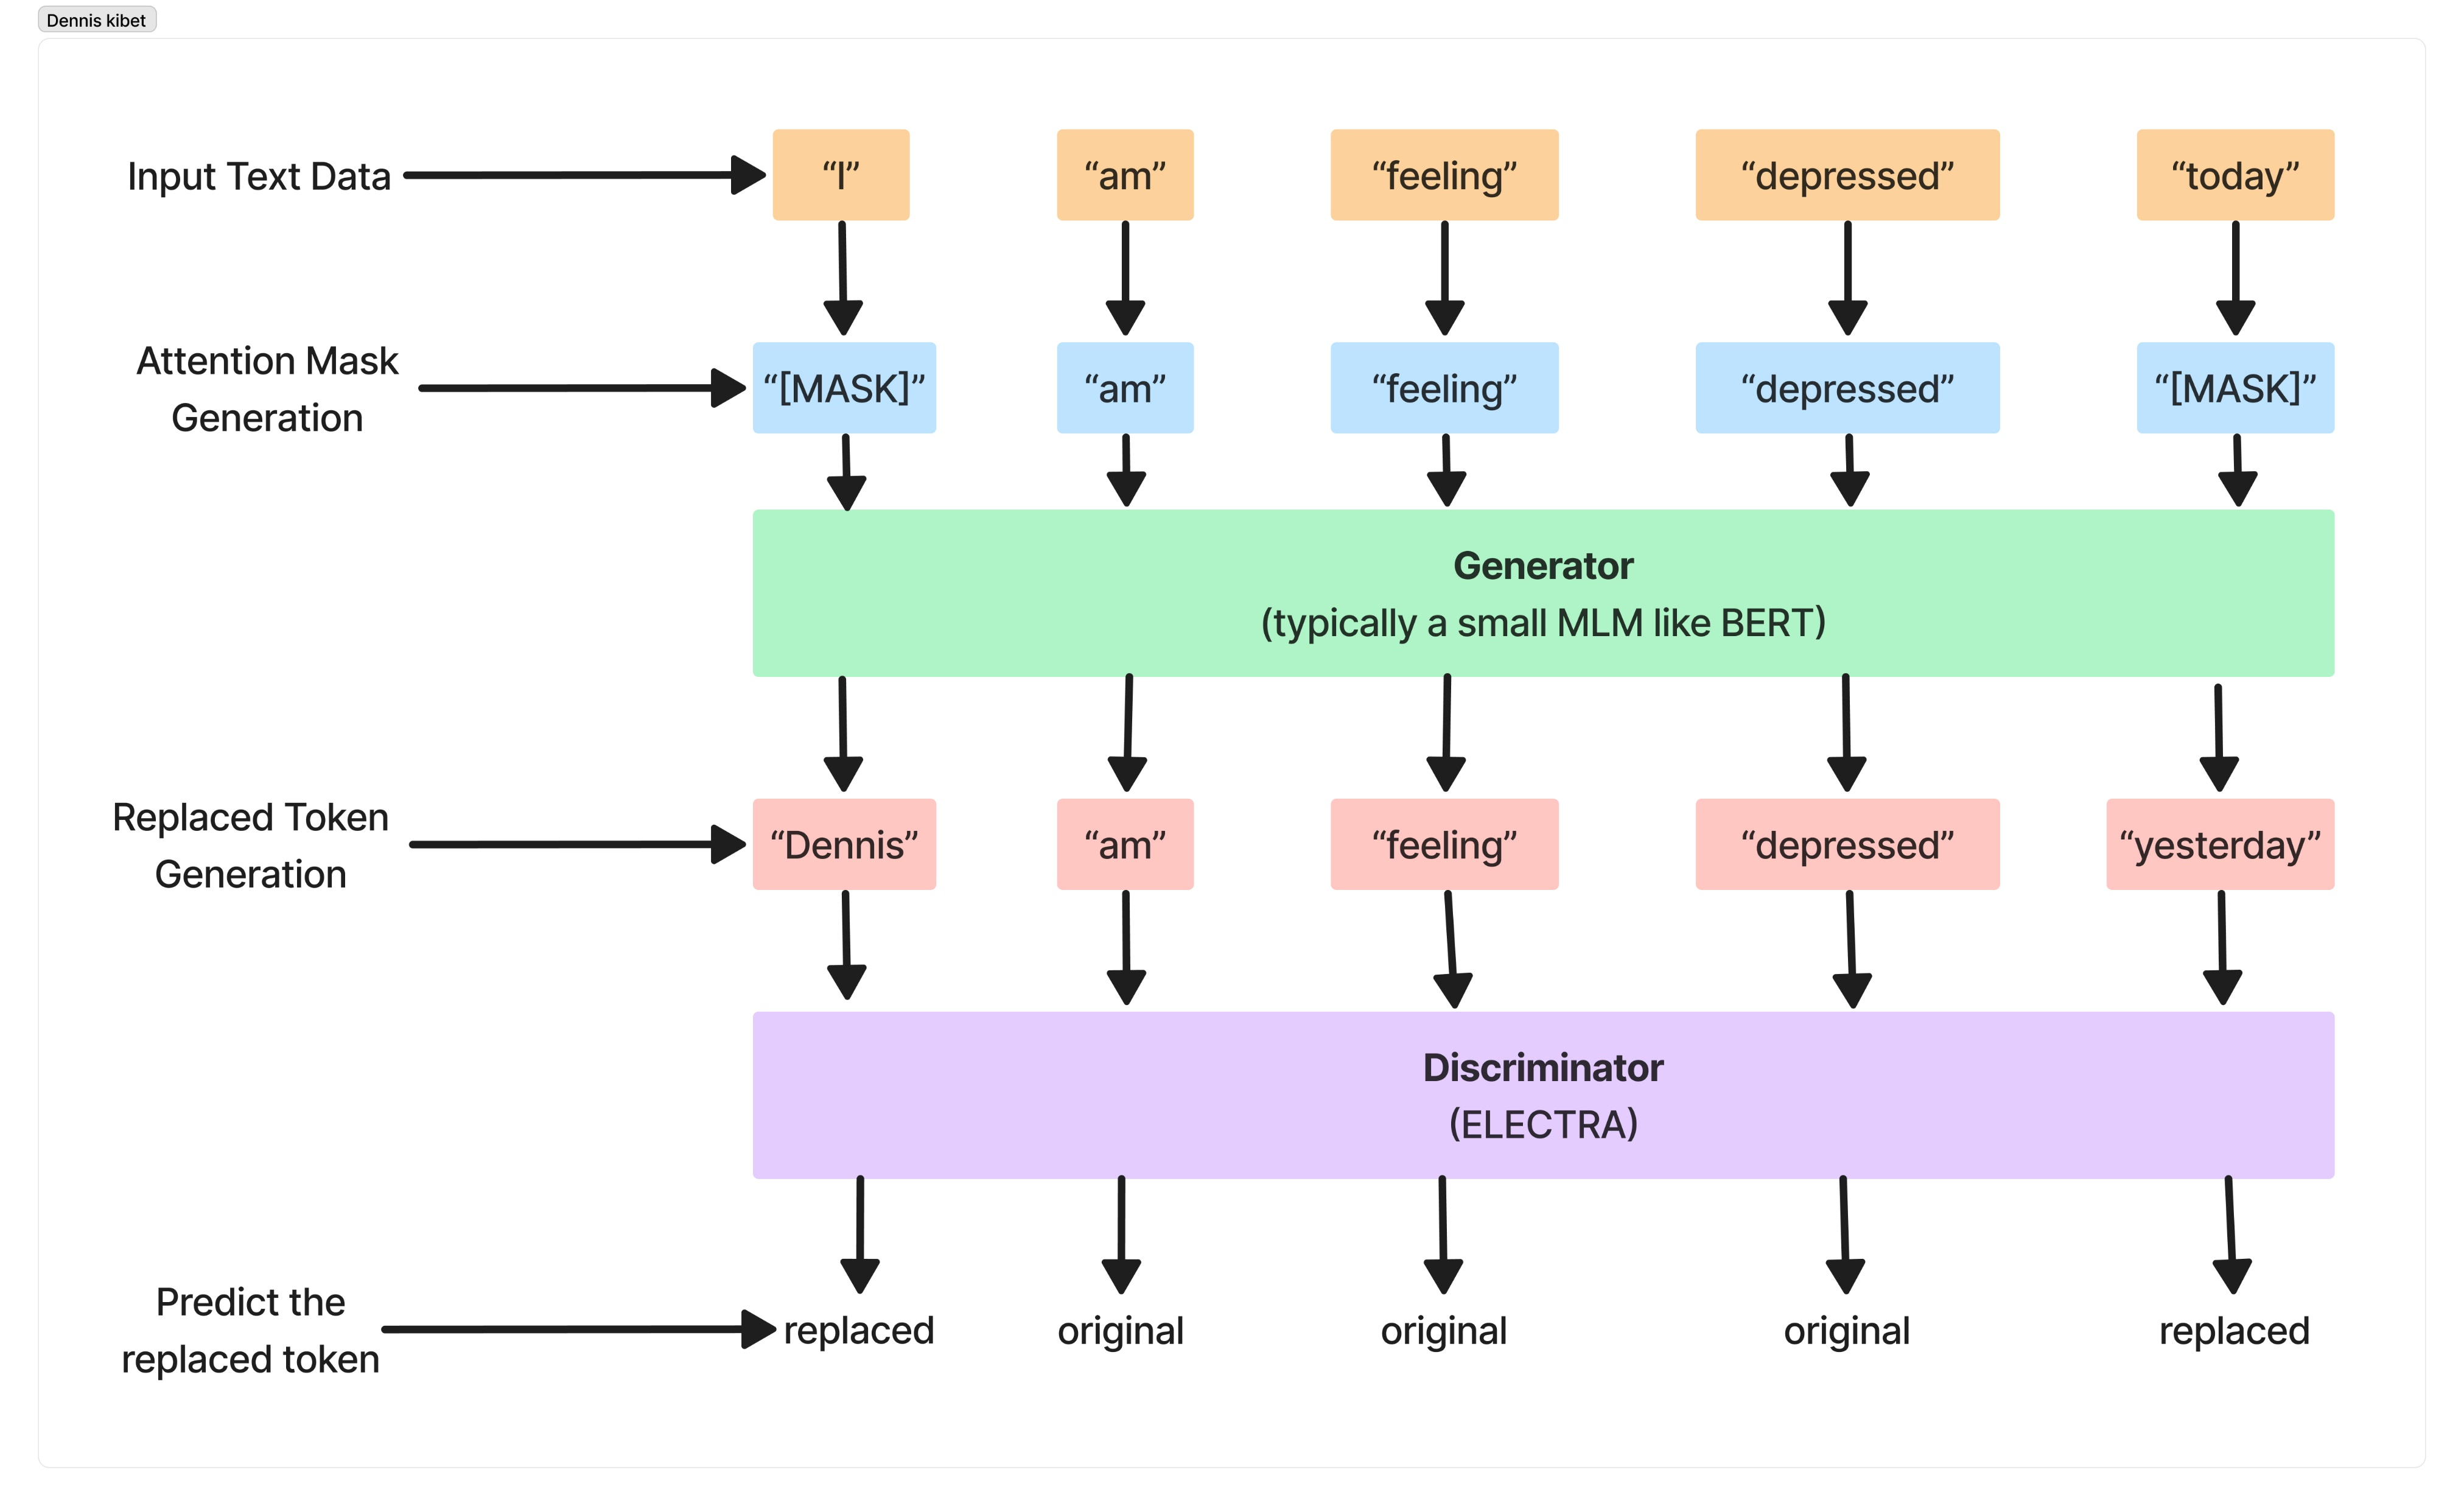 Dennis kibet
Input Text Data
“I” “am” “feeling” “depressed” “today”
Attention Mask
Generation
“[MASK]” “am” “feeling” “depressed” “[MASK]”
Generator
(typically a small MLM like BERT)
Replaced Token
Generation
“Dennis” “am” “feeling” “depressed” “yesterday”
Discriminator
(ELECTRA)
Predict the
replaced token
replaced original original original replaced